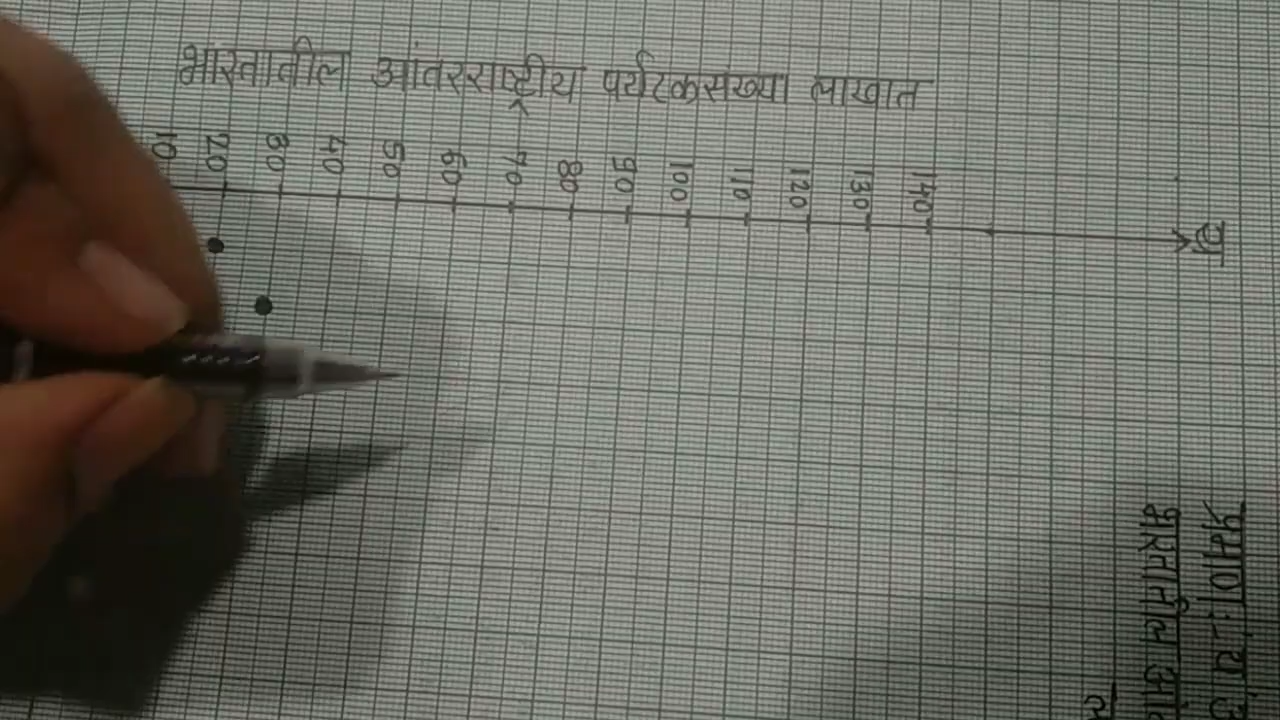 भारतातील आंतरराष्ट्रीय पर्यटकसंख्या लाखात
10 20 30 40 50 60 70 80 90 100 110 120 130 140
य
प्रमाण :- य
भारतातील आं